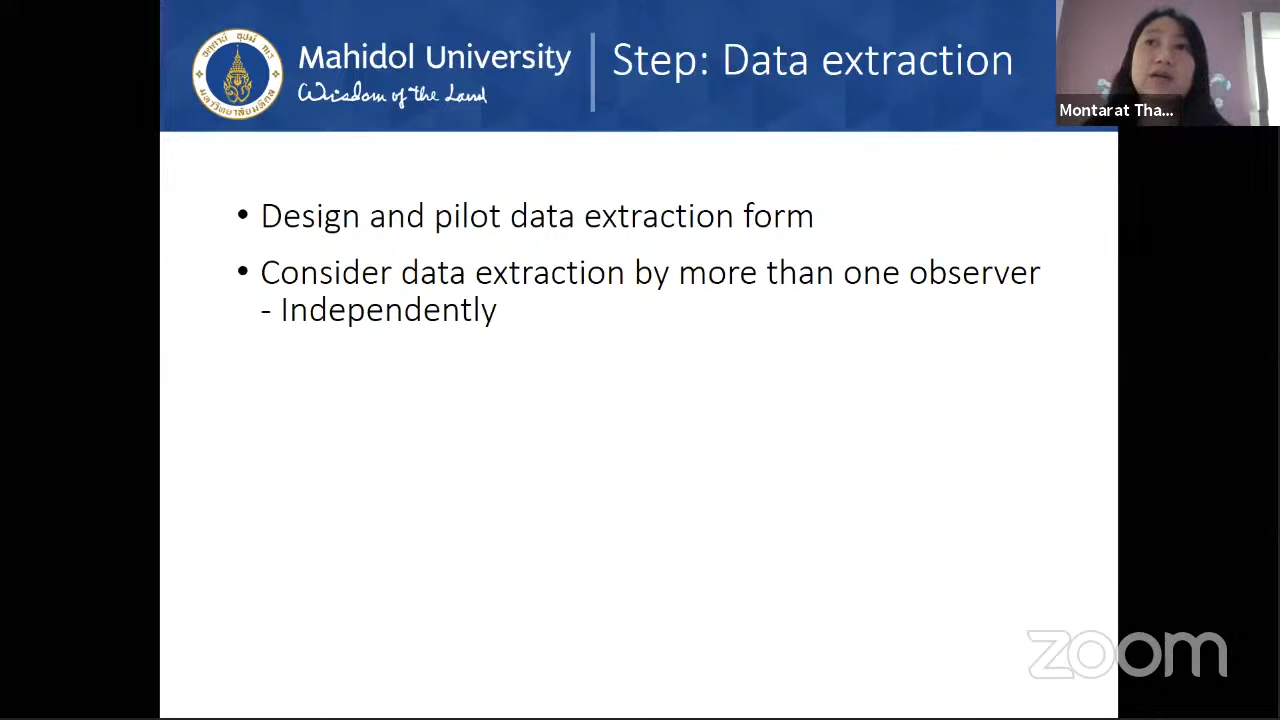 Mahidol University
Wisdom of the Land
Step: Data extraction
Montarat Tha...
• Design and pilot data extraction form
• Consider data extraction by more than one observer
- Independently
zoom